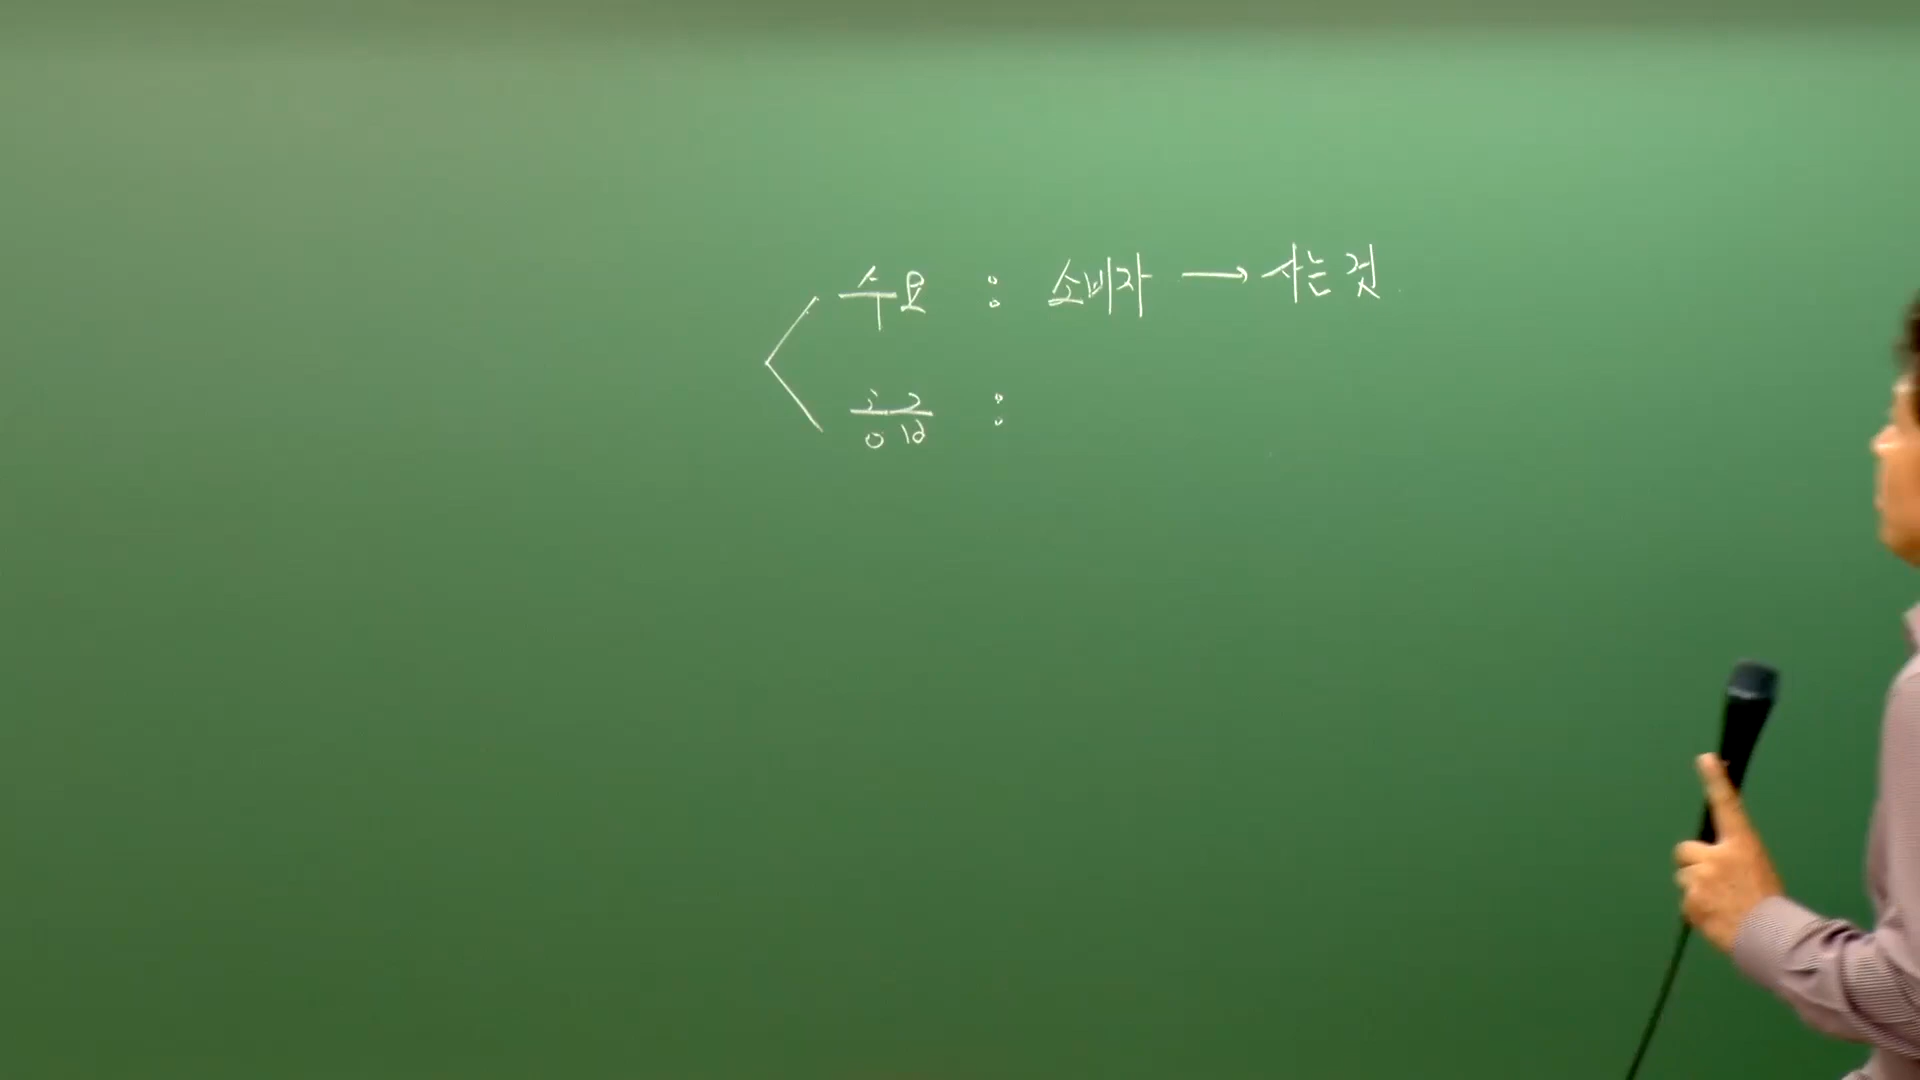 수요 : 소비자 → 사는 것
공급 :